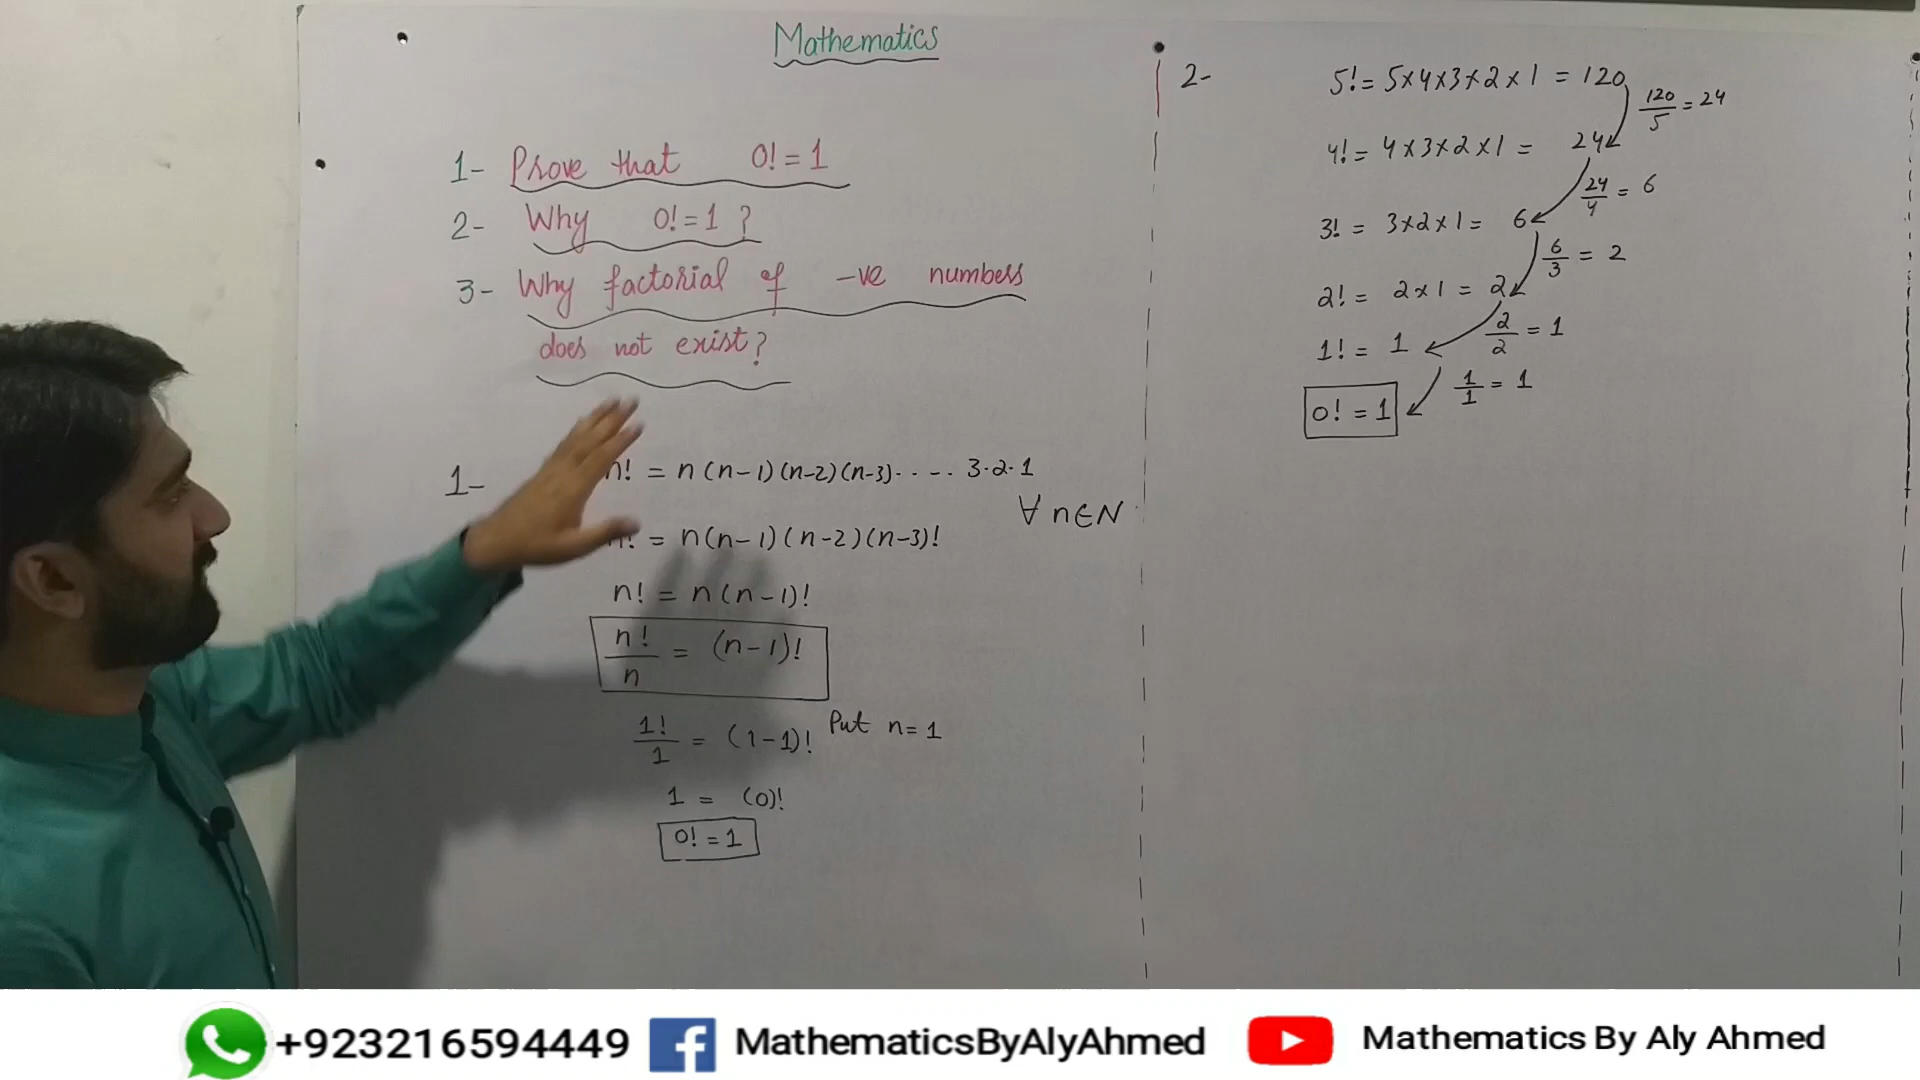 Mathematics
1- Prove that 0! = 1
2- Why 0! = 1 ?
3- Why factorial of -ve numbers
does not exist?
1- n! = n(n-1)(n-2)(n-3)..... 3.2.1
∀ n∈N
n! = n(n-1)(n-2)(n-3)!
n! = n(n-1)!
n!/n = (n-1)!
1!/1 = (1-1)! Put n=1
1 = (0)!
0! = 1
2- 5! = 5×4×3×2×1 = 120
120/5 = 24
4! = 4×3×2×1 = 24
24/4 = 6
3! = 3×2×1 = 6
6/3 = 2
2! = 2×1 = 2
2/2 = 1
1! = 1
1/1 = 1
0! = 1
+923216594449 MathematicsByAlyAhmed Mathematics By Aly Ahmed